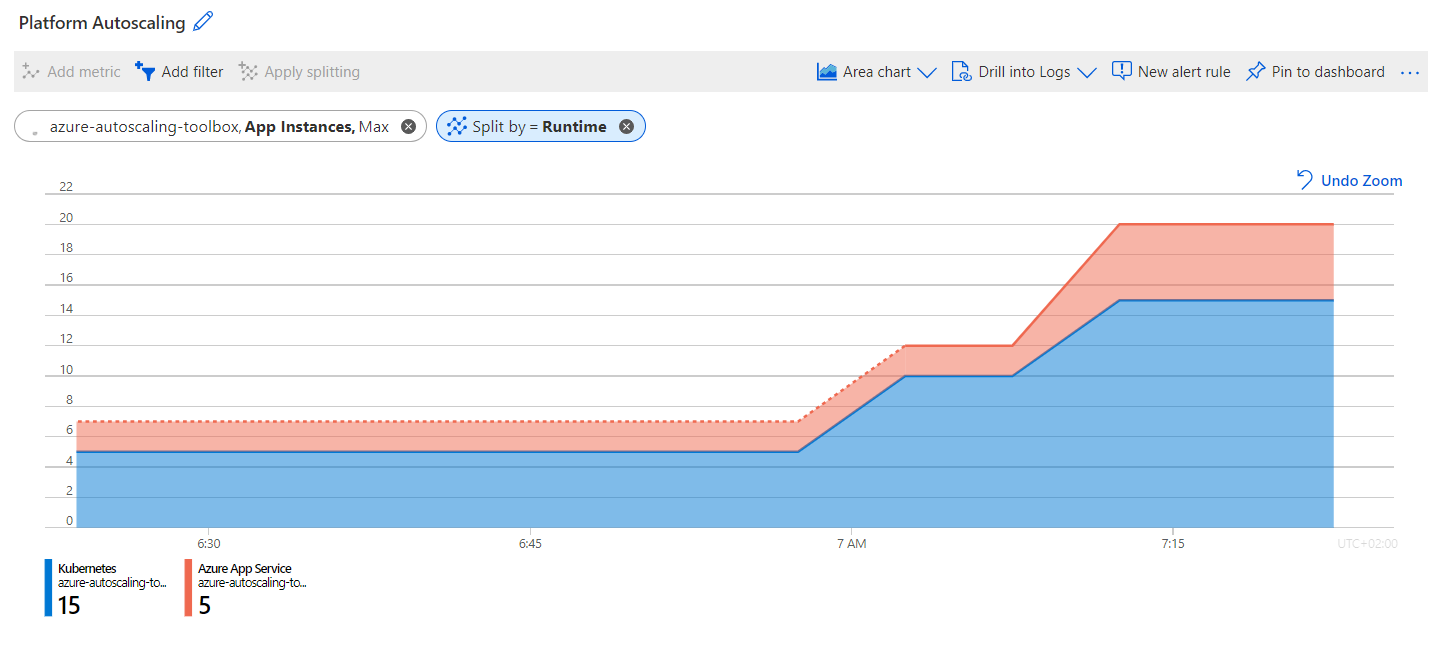 Platform Autoscaling
Add metric Add filter Apply splitting Area chart Drill into Logs New alert rule Pin to dashboard ...
azure-autoscaling-toolbox, App Instances, Max Split by = Runtime
Undo Zoom
22
20
18
16
14
12
10
8
6
4
2
0
6:30 6:45 7 AM 7:15 UTC+02:00
Kubernetes Azure App Service
azure-autoscaling-to... azure-autoscaling-to...
15 5